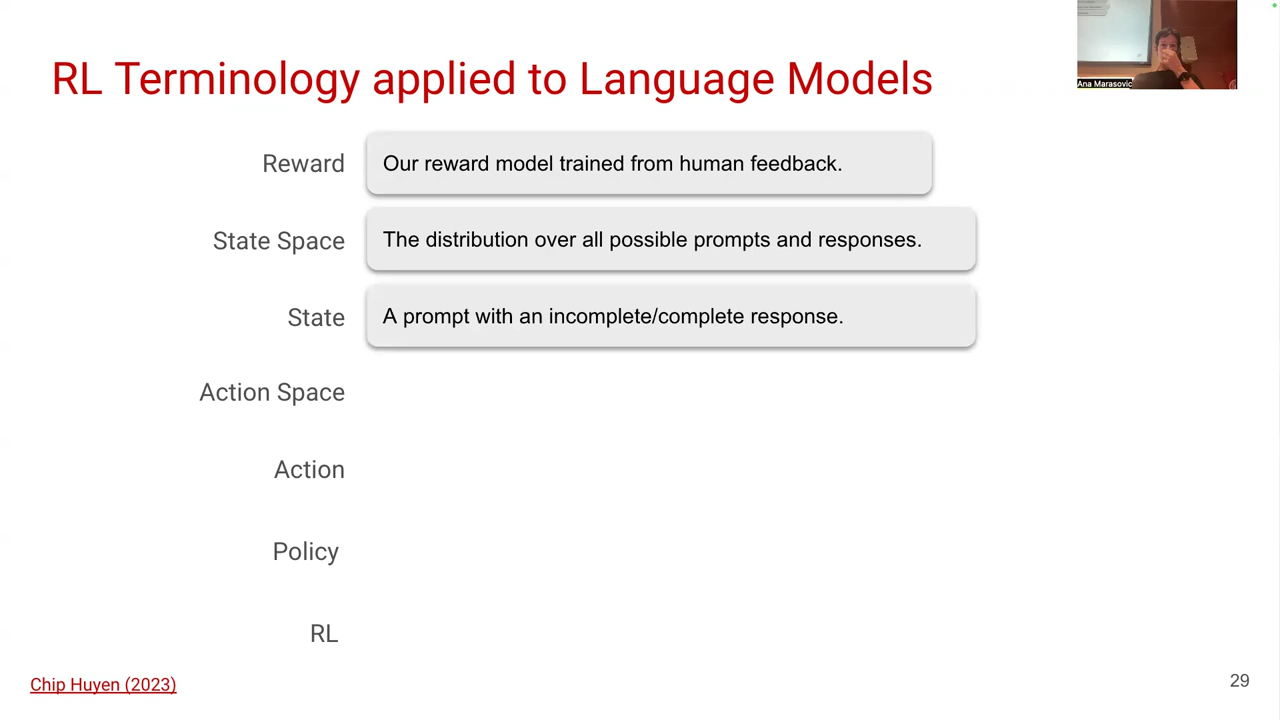 RL Terminology applied to Language Models
Ana Marasovic
Reward
Our reward model trained from human feedback.
State Space
The distribution over all possible prompts and responses.
State
A prompt with an incomplete/complete response.
Action Space
Action
Policy
RL
Chip Huyen (2023)
29